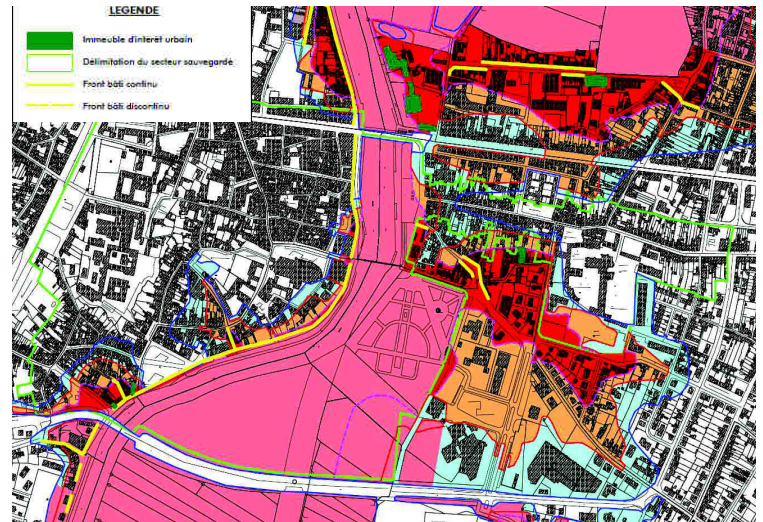 LEGENDE
Immeuble d'intérêt urbain
Délimitation du secteur sauvegardé
Front bâti continu
Front bâti discontinu